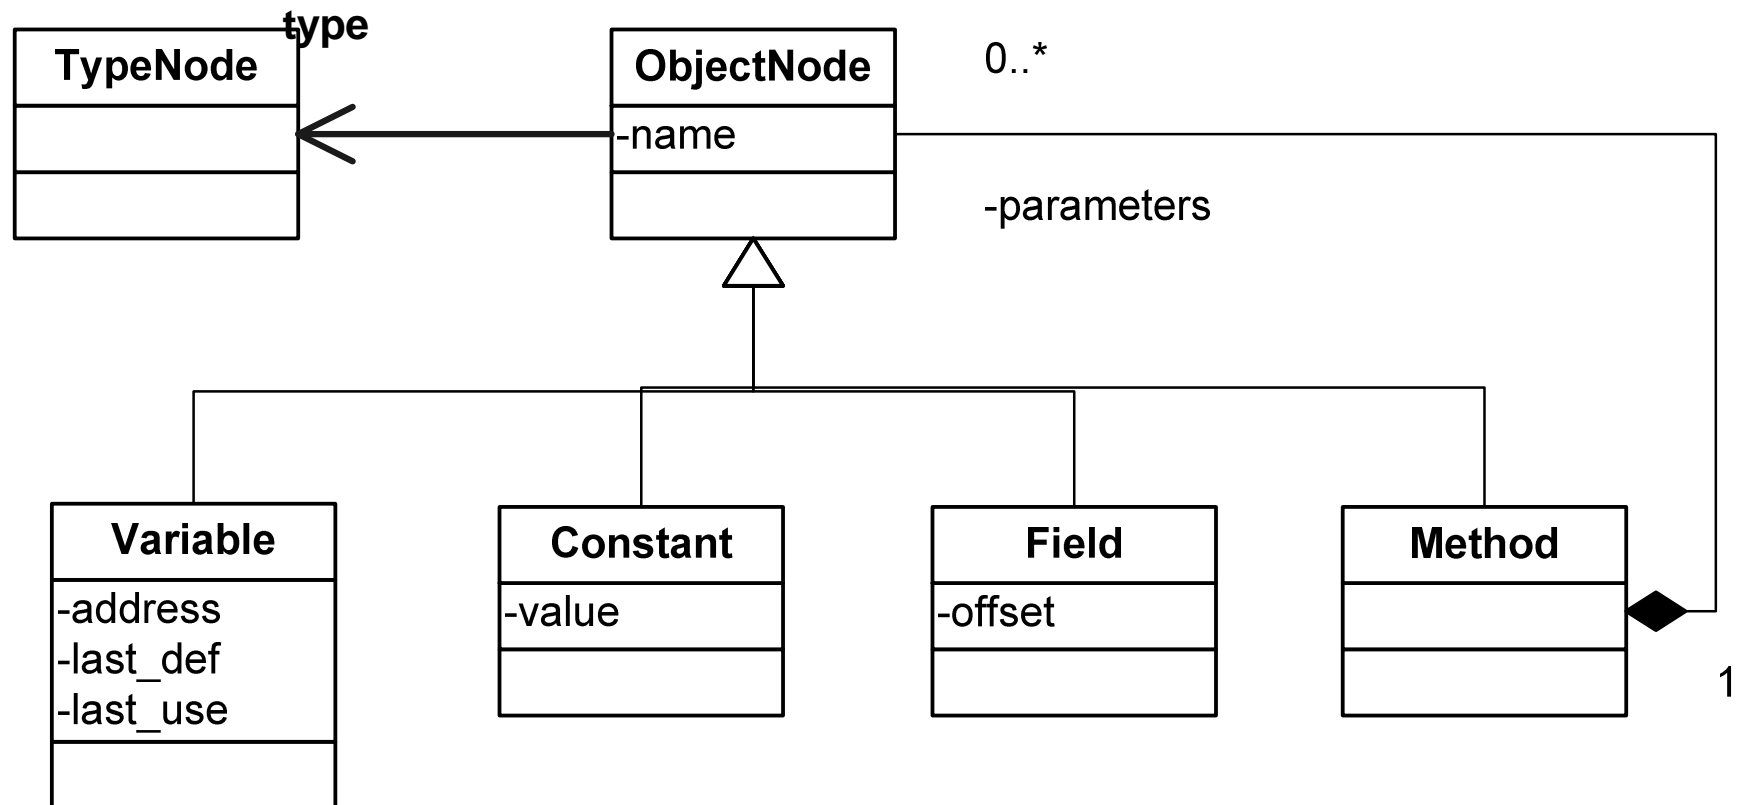 type
TypeNode
ObjectNode
-name
0..*
-parameters
Variable
-address
-last_def
-last_use
Constant
-value
Field
-offset
Method
1